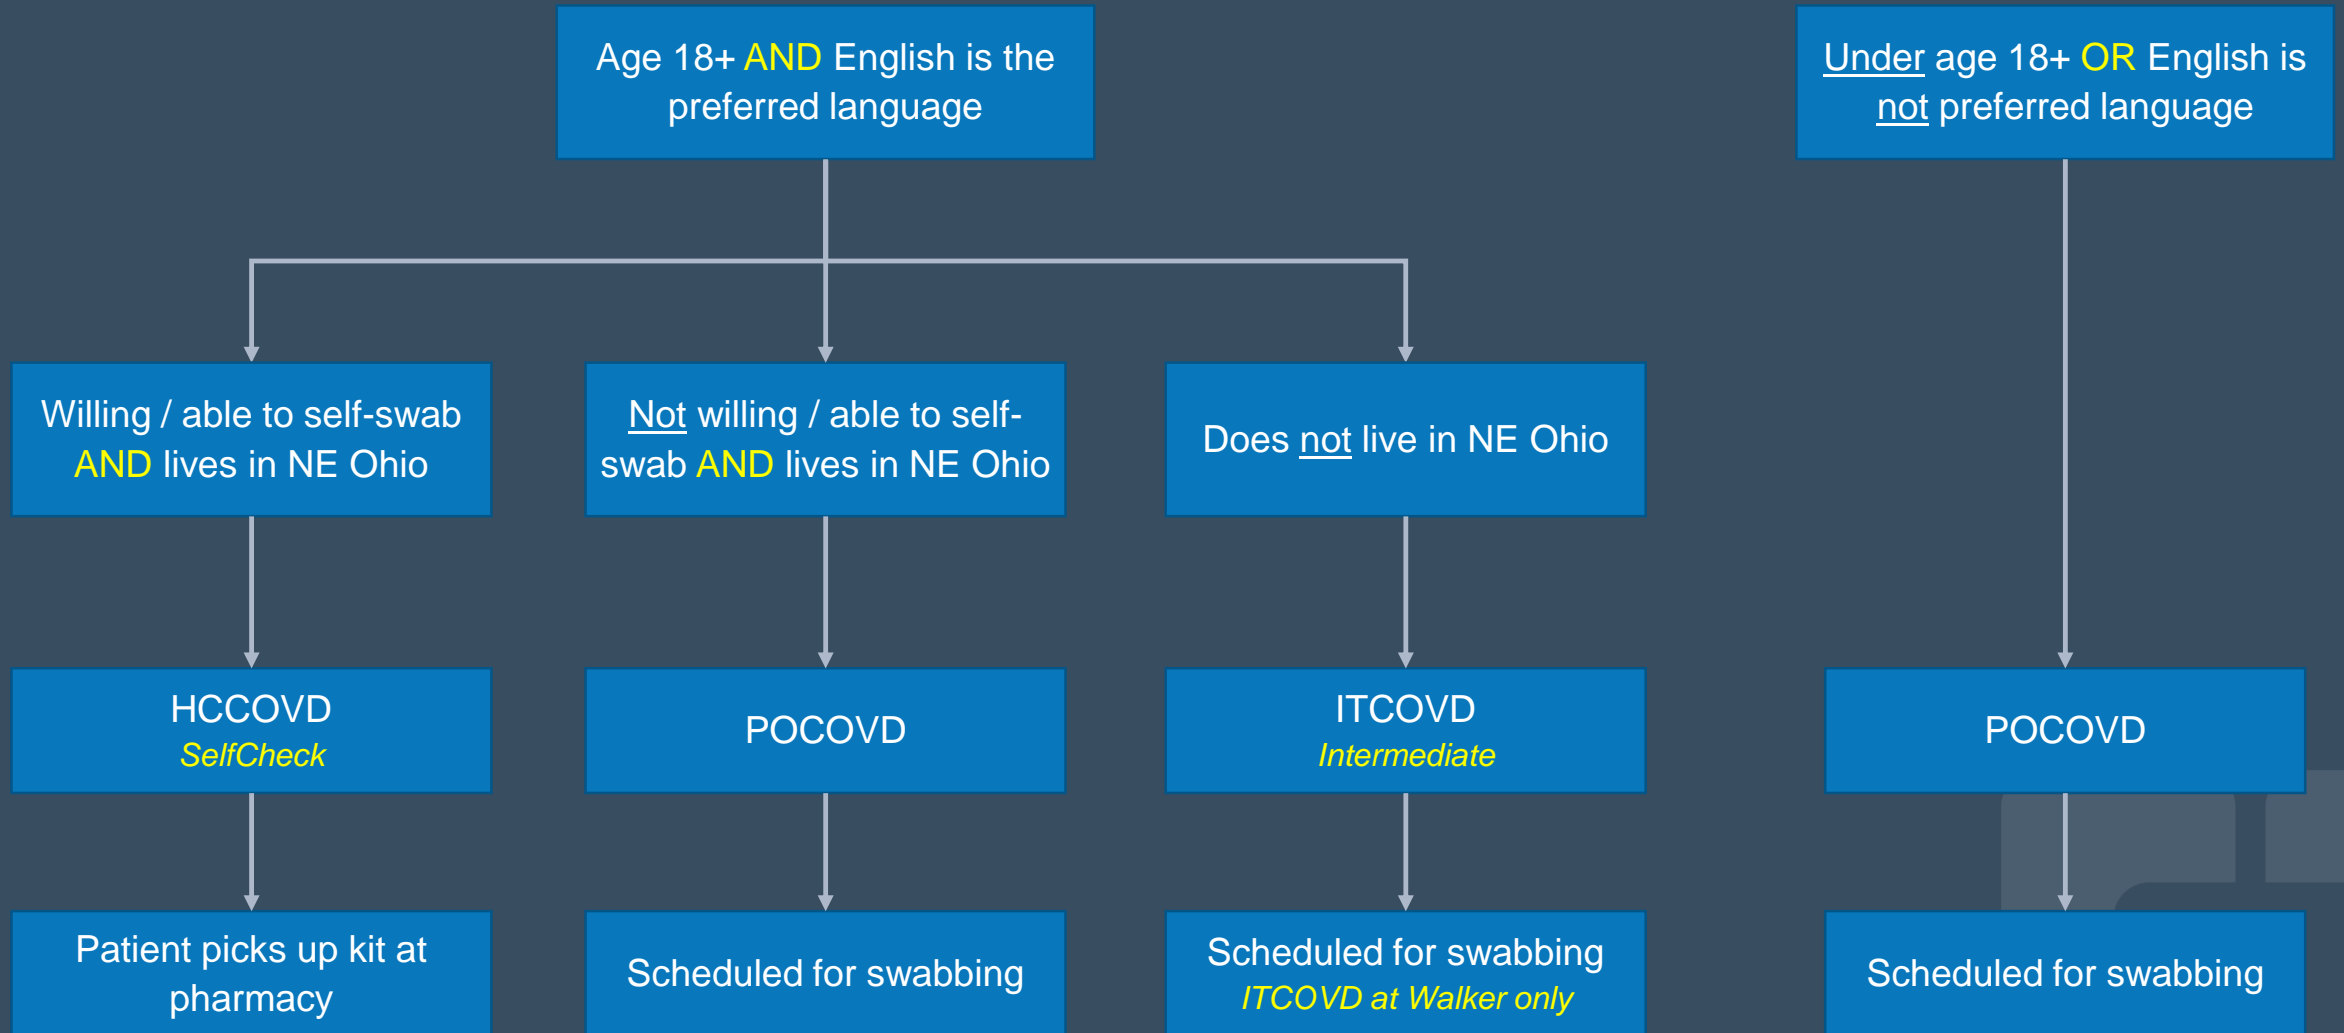 Age 18+ AND English is the
preferred language
Under age 18+ OR English is
not preferred language
Willing / able to self-swab
AND lives in NE Ohio
Not willing / able to self-
swab AND lives in NE Ohio
Does not live in NE Ohio
HCCOVD
SelfCheck
POCOVD
ITCOVD
Intermediate
POCOVD
Patient picks up kit at
pharmacy
Scheduled for swabbing
Scheduled for swabbing
ITCOVD at Walker only
Scheduled for swabbing